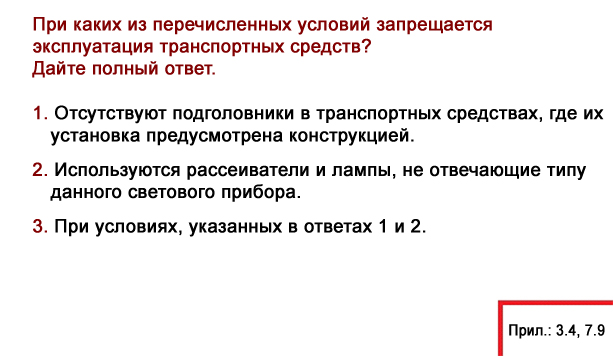 При каких из перечисленных условий запрещается
эксплуатация транспортных средств?
Дайте полный ответ.
1. Отсутствуют подголовники в транспортных средствах, где их
установка предусмотрена конструкцией.
2. Используются рассеиватели и лампы, не отвечающие типу
данного светового прибора.
3. При условиях, указанных в ответах 1 и 2.
Прил.: 3.4, 7.9